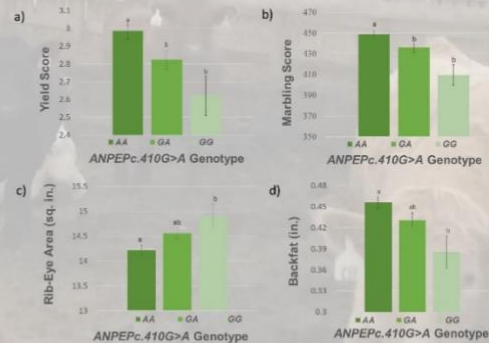 a)
b)
a
b
b
Yield Score
3.1
3
2.9
2.8
2.7
2.6
2.5
2.4
AA GA GG
ANPEPc.410G>A Genotype
a
b
b
Marbling Score
470
450
430
410
390
370
350
AA GA GG
ANPEPc.410G>A Genotype
c)
d)
a
ab
b
Rib-Eye Area (sq. in.)
15.5
15
14.5
14
13.5
13
AA GA GG
ANPEPc.410G>A Genotype
a
ab
b
Backfat (in.)
0.48
0.45
0.42
0.39
0.36
0.33
0.3
AA GA GG
ANPEPc.410G>A Genotype